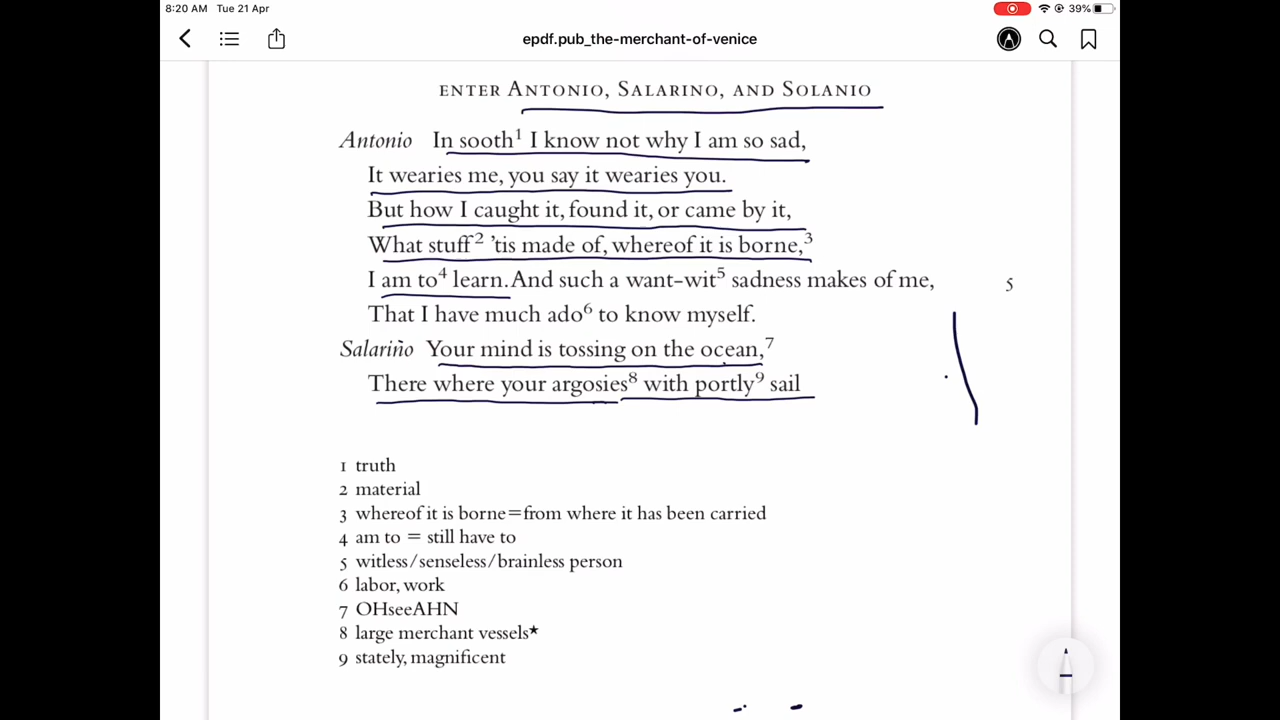 8:20 AM Tue 21 Apr 39%
epdf.pub_the-merchant-of-venice
ENTER ANTONIO, SALARINO, AND SOLANIO
Antonio In sooth1 I know not why I am so sad,
It wearies me, you say it wearies you.
But how I caught it, found it, or came by it,
What stuff2 ’tis made of, whereof it is borne,3
I am to4 learn. And such a want-wit5 sadness makes of me, 5
That I have much ado6 to know myself.
Salarino Your mind is tossing on the ocean,7
There where your argosies8 with portly9 sail
1 truth
2 material
3 whereof it is borne=from where it has been carried
4 am to = still have to
5 witless/senseless/brainless person
6 labor, work
7 OHseeAHN
8 large merchant vessels★
9 stately, magnificent